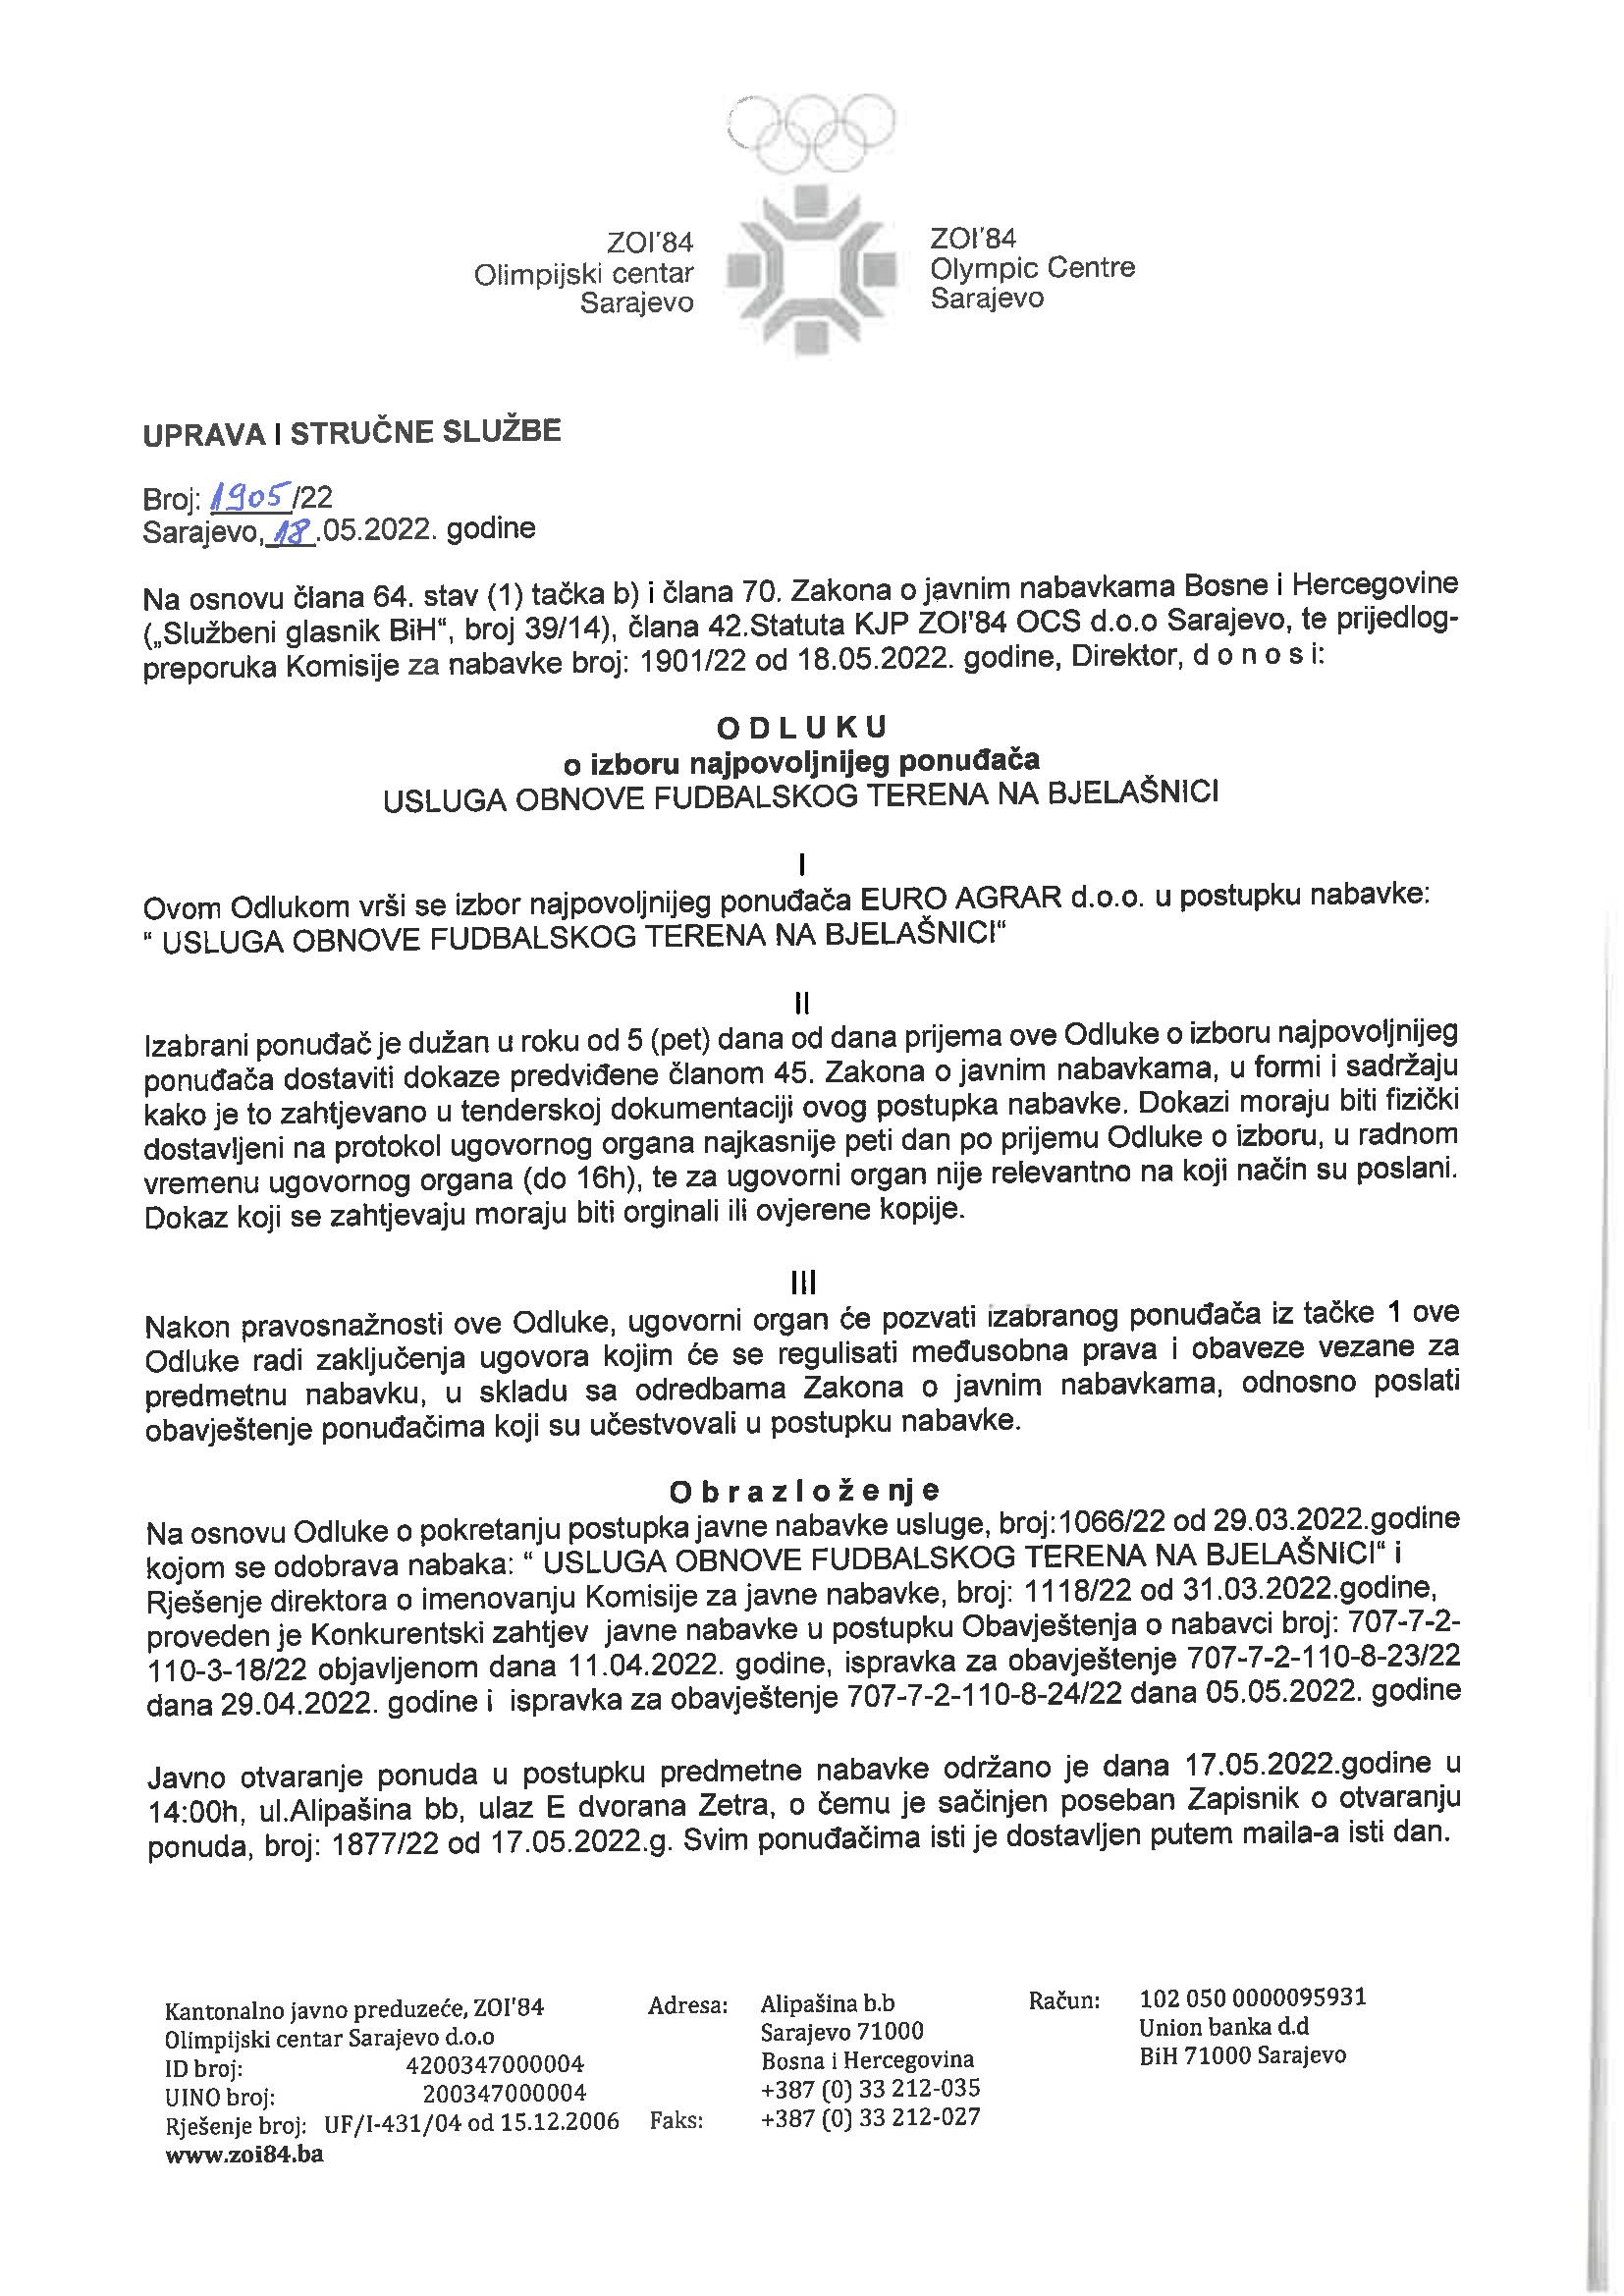 ZOI'84
Olimpijski centar
Sarajevo
ZOI'84
Olympic Centre
Sarajevo
UPRAVA I STRUČNE SLUŽBE
Broj: 1905/22
Sarajevo, 18.05.2022. godine
Na osnovu člana 64. stav (1) tačka b) i člana 70. Zakona o javnim nabavkama Bosne i Hercegovine
(„Službeni glasnik BiH“, broj 39/14), člana 42.Statuta KJP ZOI'84 OCS d.o.o Sarajevo, te prijedlog-
preporuka Komisije za nabavke broj: 1901/22 od 18.05.2022. godine, Direktor, d o n o s i:
O D L U K U
o izboru najpovoljnijeg ponuđača
USLUGA OBNOVE FUDBALSKOG TERENA NA BJELAŠNICI
I
Ovom Odlukom vrši se izbor najpovoljnijeg ponuđača EURO AGRAR d.o.o. u postupku nabavke:
“ USLUGA OBNOVE FUDBALSKOG TERENA NA BJELAŠNICI“
II
Izabrani ponuđač je dužan u roku od 5 (pet) dana od dana prijema ove Odluke o izboru najpovoljnijeg
ponuđača dostaviti dokaze predviđene članom 45. Zakona o javnim nabavkama, u formi i sadržaju
kako je to zahtjevano u tenderskoj dokumentaciji ovog postupka nabavke. Dokazi moraju biti fizički
dostavljeni na protokol ugovornog organa najkasnije peti dan po prijemu Odluke o izboru, u radnom
vremenu ugovornog organa (do 16h), te za ugovorni organ nije relevantno na koji način su poslani.
Dokaz koji se zahtjevaju moraju biti orginali ili ovjerene kopije.
III
Nakon pravosnažnosti ove Odluke, ugovorni organ će pozvati izabranog ponuđača iz tačke 1 ove
Odluke radi zaključenja ugovora kojim će se regulisati međusobna prava i obaveze vezane za
predmetnu nabavku, u skladu sa odredbama Zakona o javnim nabavkama, odnosno poslati
obavještenje ponuđačima koji su učestvovali u postupku nabavke.
O b r a z l o ž e nj e
Na osnovu Odluke o pokretanju postupka javne nabavke usluge, broj:1066/22 od 29.03.2022.godine
kojom se odobrava nabaka: “ USLUGA OBNOVE FUDBALSKOG TERENA NA BJELAŠNICI“ i
Rješenje direktora o imenovanju Komisije za javne nabavke, broj: 1118/22 od 31.03.2022.godine,
proveden je Konkurentski zahtjev javne nabavke u postupku Obavještenja o nabavci broj: 707-7-2-
110-3-18/22 objavljenom dana 11.04.2022. godine, ispravka za obavještenje 707-7-2-110-8-23/22
dana 29.04.2022. godine i ispravka za obavještenje 707-7-2-110-8-24/22 dana 05.05.2022. godine
Javno otvaranje ponuda u postupku predmetne nabavke održano je dana 17.05.2022.godine u
14:00h, ul.Alipašina bb, ulaz E dvorana Zetra, o čemu je sačinjen poseban Zapisnik o otvaranju
ponuda, broj: 1877/22 od 17.05.2022.g. Svim ponuđačima isti je dostavljen putem maila-a isti dan.
Kantonalno javno preduzeće, ZOI'84
Olimpijski centar Sarajevo d.o.o
ID broj: 4200347000004
UINO broj: 200347000004
Rješenje broj: UF/I-431/04 od 15.12.2006
www.zoi84.ba
Adresa: Alipašina b.b
Sarajevo 71000
Bosna i Hercegovina
+387 (0) 33 212-035
Faks: +387 (0) 33 212-027
Račun: 102 050 0000095931
Union banka d.d
BiH 71000 Sarajevo